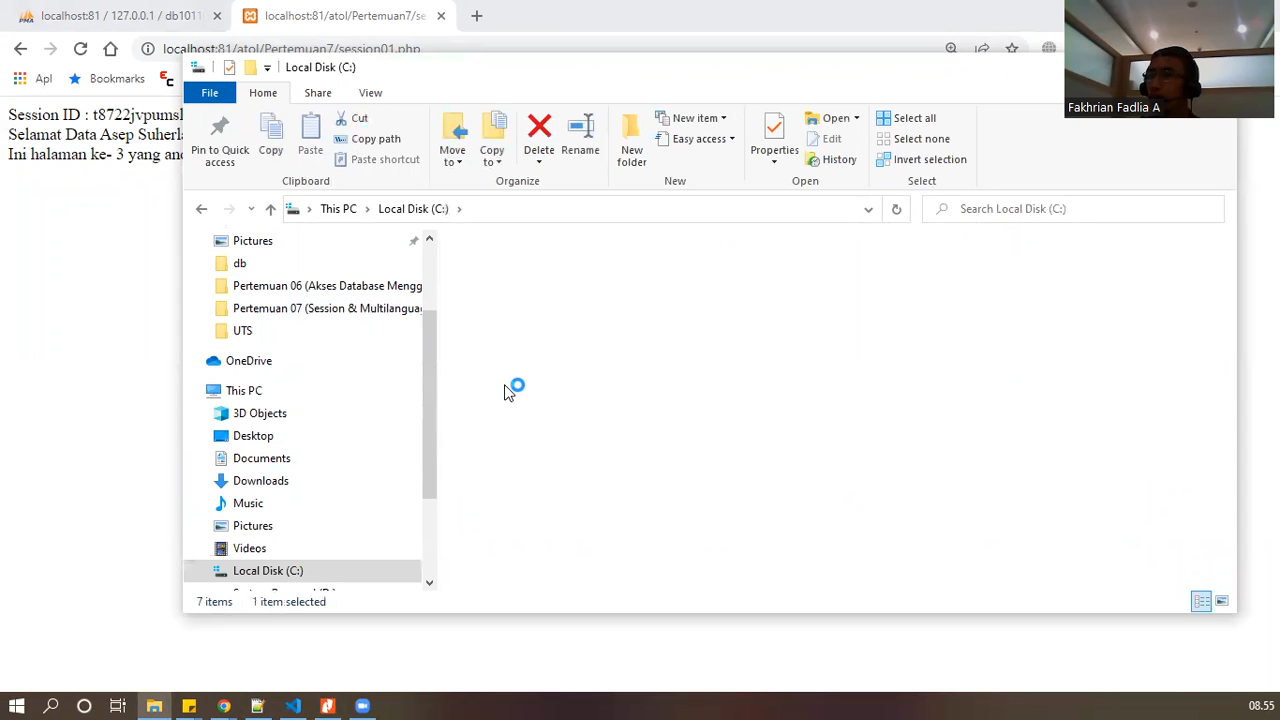 localhost:81 / 127.0.0.1 / db1011
localhost:81/atol/Pertemuan7/se
localhost:81/atol/Pertemuan7/session01.php
Apl
Bookmarks
Session ID : t8722jvpumsl
Selamat Data Asep Suherla
Ini halaman ke- 3 yang and
Fakhrian Fadlia A
Local Disk (C:)
File
Home
Share
View
Pin to Quick access
Copy
Paste
Cut
Copy path
Paste shortcut
Clipboard
Move to
Copy to
Delete
Rename
Organize
New folder
New item
Easy access
New
Properties
Open
Edit
History
Open
Select all
Select none
Invert selection
Select
This PC
Local Disk (C:)
Search Local Disk (C:)
Pictures
db
Pertemuan 06 (Akses Database Mengg
Pertemuan 07 (Session & Multilangua
UTS
OneDrive
This PC
3D Objects
Desktop
Documents
Downloads
Music
Pictures
Videos
Local Disk (C:)
7 items
1 item selected
08.55